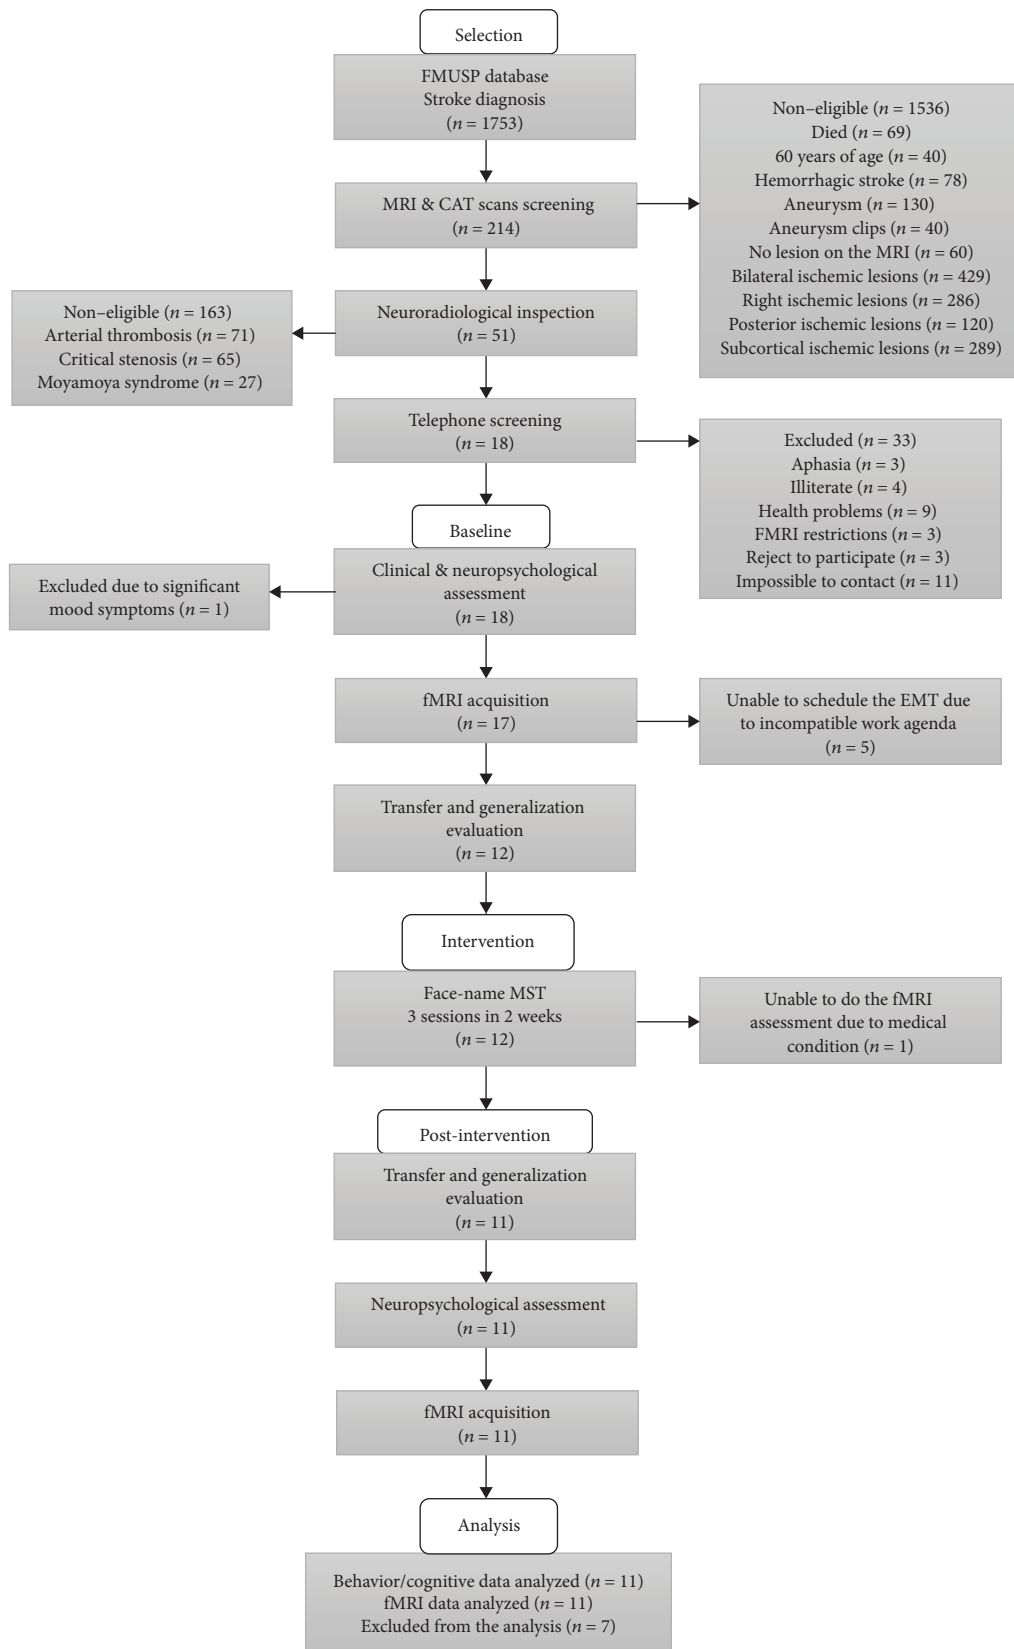 Selection
FMUSP database
Stroke diagnosis
(n = 1753)
MRI & CAT scans screening
(n = 214)
Non–eligible (n = 1536)
Died (n = 69)
60 years of age (n = 40)
Hemorrhagic stroke (n = 78)
Aneurysm (n = 130)
Aneurysm clips (n = 40)
No lesion on the MRI (n = 60)
Bilateral ischemic lesions (n = 429)
Right ischemic lesions (n = 286)
Posterior ischemic lesions (n = 120)
Subcortical ischemic lesions (n = 289)
Neuroradiological inspection
(n = 51)
Non–eligible (n = 163)
Arterial thrombosis (n = 71)
Critical stenosis (n = 65)
Moyamoya syndrome (n = 27)
Telephone screening
(n = 18)
Excluded (n = 33)
Aphasia (n = 3)
Illiterate (n = 4)
Health problems (n = 9)
FMRI restrictions (n = 3)
Reject to participate (n = 3)
Impossible to contact (n = 11)
Baseline
Clinical & neuropsychological
assessment
(n = 18)
Excluded due to significant
mood symptoms (n = 1)
fMRI acquisition
(n = 17)
Unable to schedule the EMT due
to incompatible work agenda
(n = 5)
Transfer and generalization
evaluation
(n = 12)
Intervention
Face-name MST
3 sessions in 2 weeks
(n = 12)
Unable to do the fMRI
assessment due to medical
condition (n = 1)
Post-intervention
Transfer and generalization
evaluation
(n = 11)
Neuropsychological assessment
(n = 11)
fMRI acquisition
(n = 11)
Analysis
Behavior/cognitive data analyzed (n = 11)
fMRI data analyzed (n = 11)
Excluded from the analysis (n = 7)